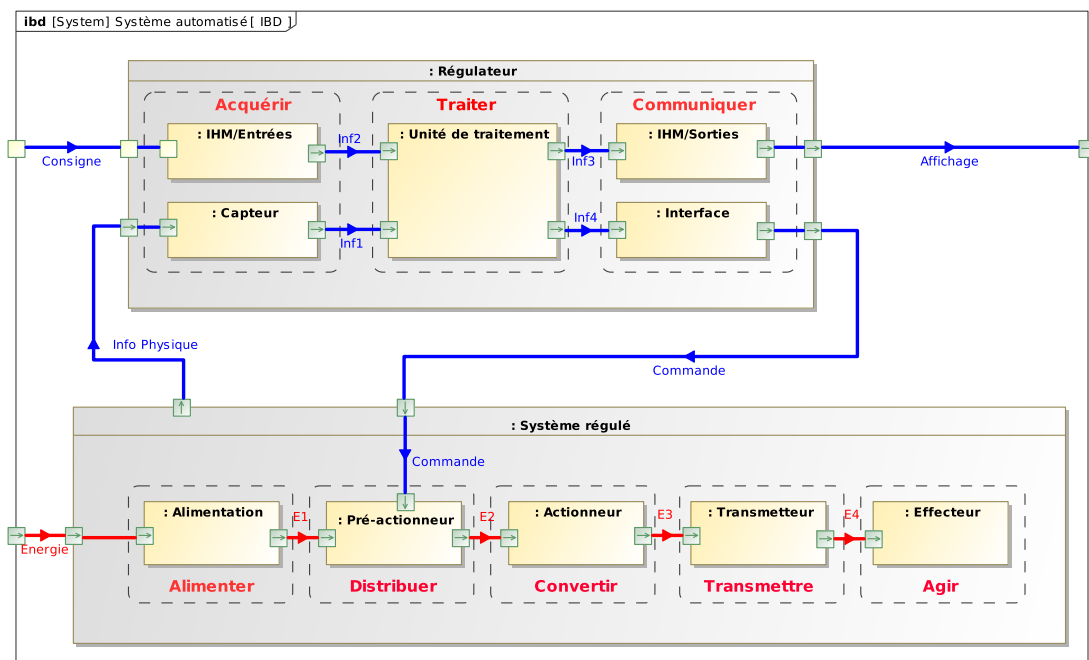 ibd [System] Système automatisé[ IBD ]
: Régulateur
Acquérir
Traiter
Communiquer
: IHM/Entrées
: Unité de traitement
: IHM/Sorties
Inf2
Inf3
Consigne
Affichage
: Capteur
: Interface
Inf1
Inf4
Info Physique
Commande
: Système régulé
Commande
: Alimentation
: Pré-actionneur
: Actionneur
: Transmetteur
: Effecteur
E1
E2
E3
E4
Energie
Alimenter
Distribuer
Convertir
Transmettre
Agir